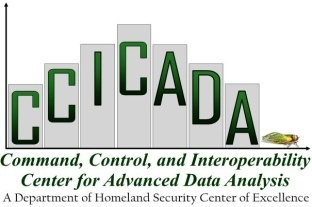 CCICADA
Command, Control, and Interoperability
Center for Advanced Data Analysis
A Department of Homeland Security Center of Excellence